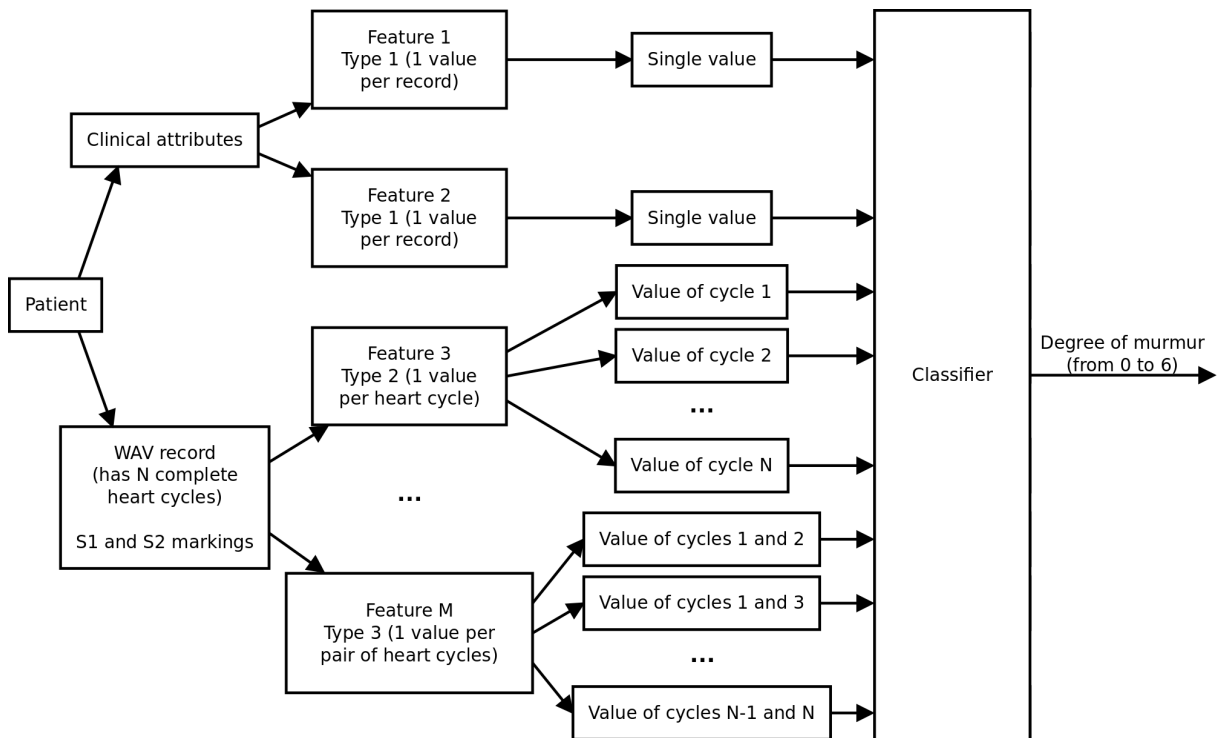 Patient
Clinical attributes
WAV record
(has N complete
heart cycles)
S1 and S2 markings
Feature 1
Type 1 (1 value
per record)
Feature 2
Type 1 (1 value
per record)
Feature 3
Type 2 (1 value
per heart cycle)
...
Feature M
Type 3 (1 value per
pair of heart cycles)
Single value
Single value
Value of cycle 1
Value of cycle 2
...
Value of cycle N
Value of cycles 1 and 2
Value of cycles 1 and 3
...
Value of cycles N-1 and N
Classifier
Degree of murmur
(from 0 to 6)